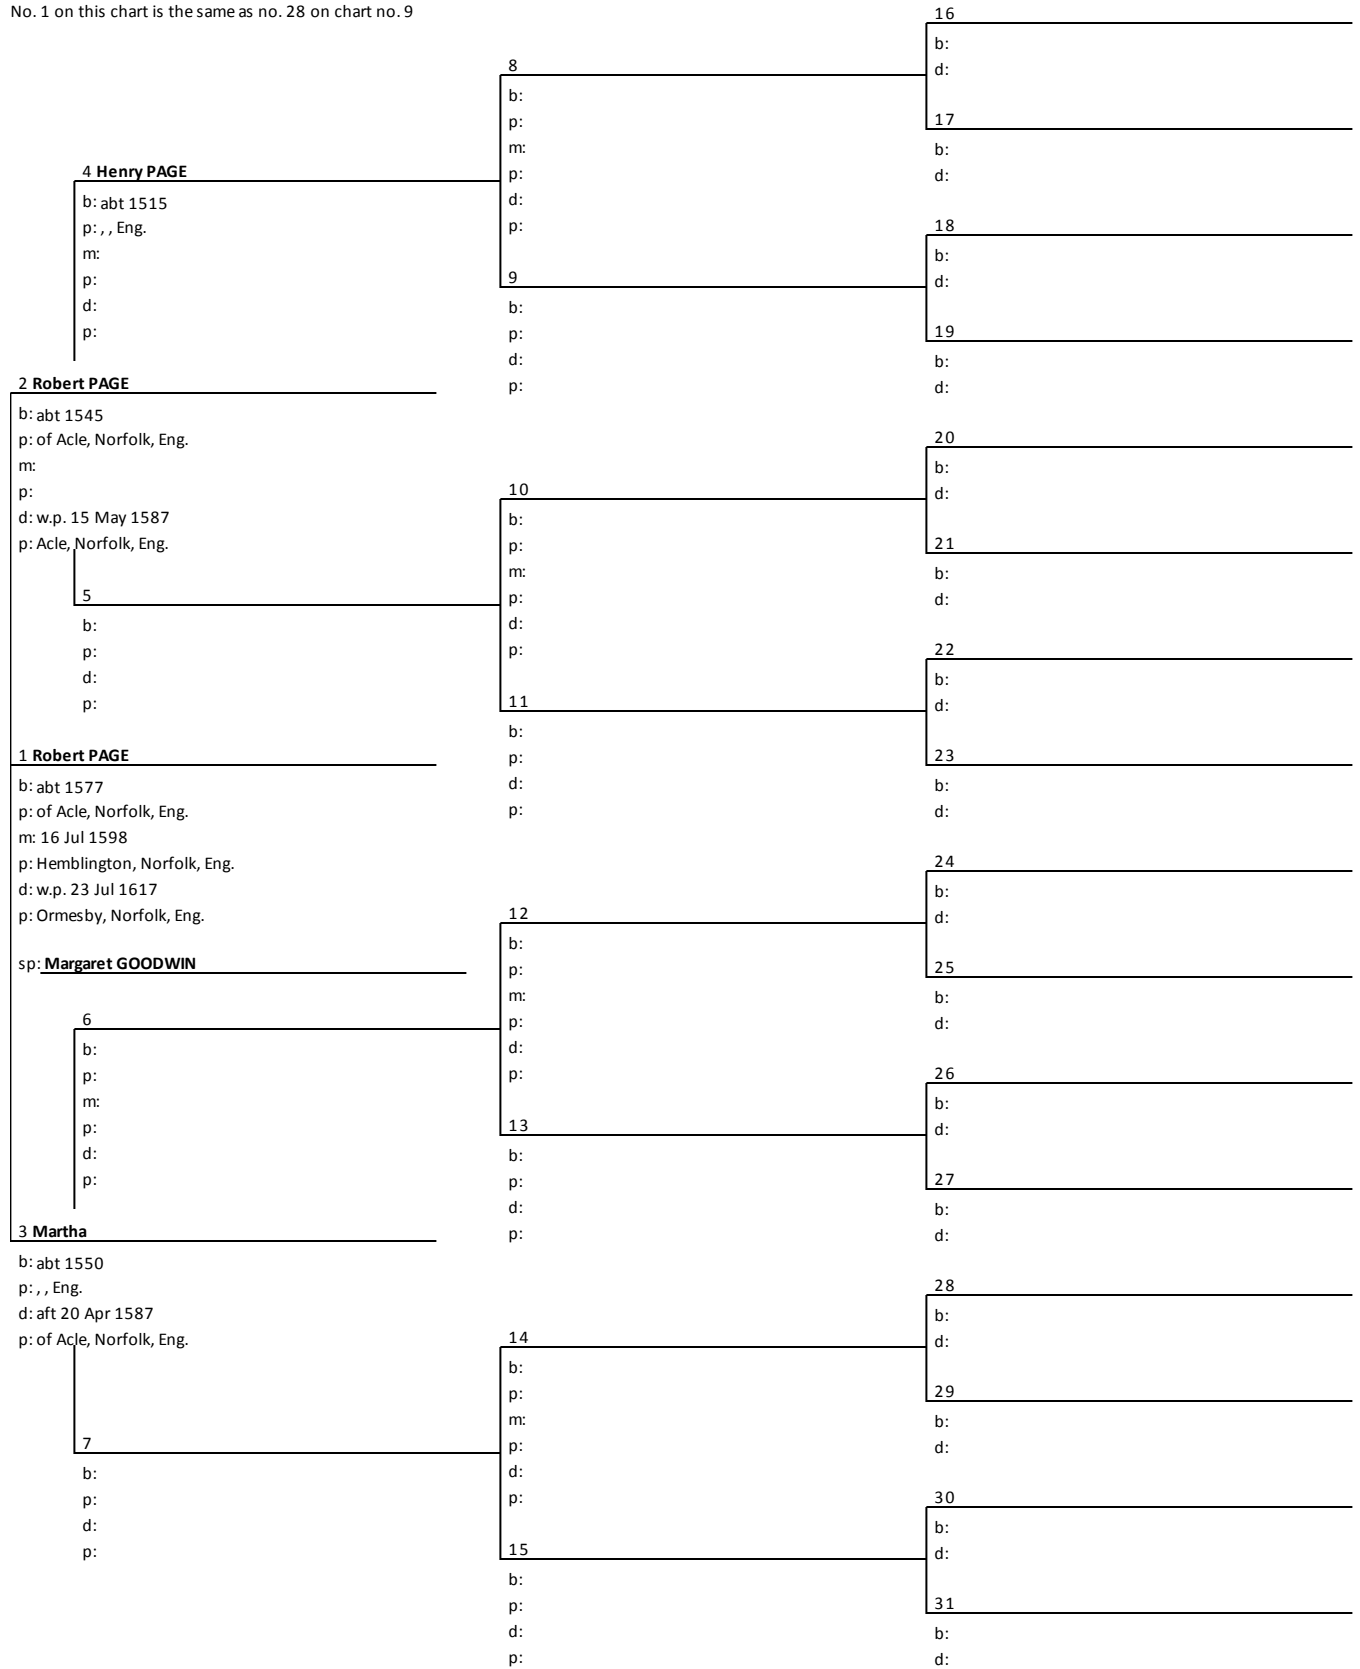 No. 1 on this chart is the same as no. 28 on chart no. 9
4 Henry PAGE
b: abt 1515
p: , , Eng.
m:
p:
d:
p:
2 Robert PAGE
b: abt 1545
p: of Acle, Norfolk, Eng.
m:
p:
d: w.p. 15 May 1587
p: Acle, Norfolk, Eng.
5
b:
p:
d:
p:
1 Robert PAGE
b: abt 1577
p: of Acle, Norfolk, Eng.
m: 16 Jul 1598
p: Hemblington, Norfolk, Eng.
d: w.p. 23 Jul 1617
p: Ormesby, Norfolk, Eng.
sp: Margaret GOODWIN
6
b:
p:
m:
p:
d:
p:
3 Martha
b: abt 1550
p: , , Eng.
d: aft 20 Apr 1587
p: of Acle, Norfolk, Eng.
7
b:
p:
d:
p:
8
b:
p:
m:
p:
d:
p:
9
b:
p:
d:
p:
10
b:
p:
m:
p:
d:
p:
11
b:
p:
d:
p:
12
b:
p:
m:
p:
d:
p:
13
b:
p:
d:
p:
14
b:
p:
m:
p:
d:
p:
15
b:
p:
d:
p:
16
b:
d:
17
b:
d:
18
b:
d:
19
b:
d:
20
b:
d:
21
b:
d:
22
b:
d:
23
b:
d:
24
b:
d:
25
b:
d:
26
b:
d:
27
b:
d:
28
b:
d:
29
b:
d:
30
b:
d:
31
b:
d: